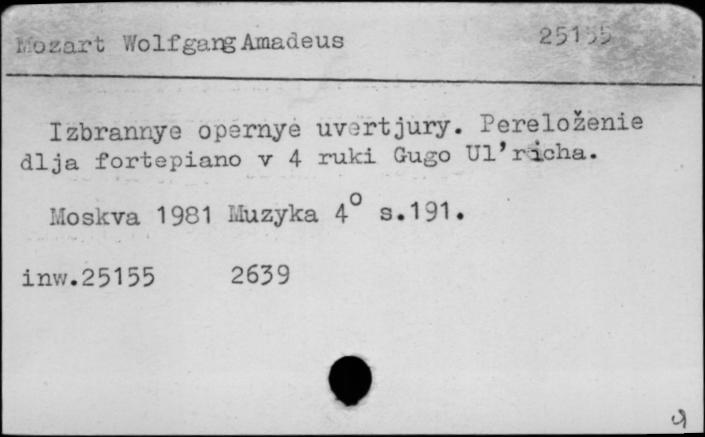 Mozart Wolfgang Amadeus 25155
Izbrannye opernye uvertjury. Pereloženie
dlja fortepiano v 4 ruki Gugo Ul'richa.
Moskva 1981 Muzyka 4° s.191.
inw.25155 2639